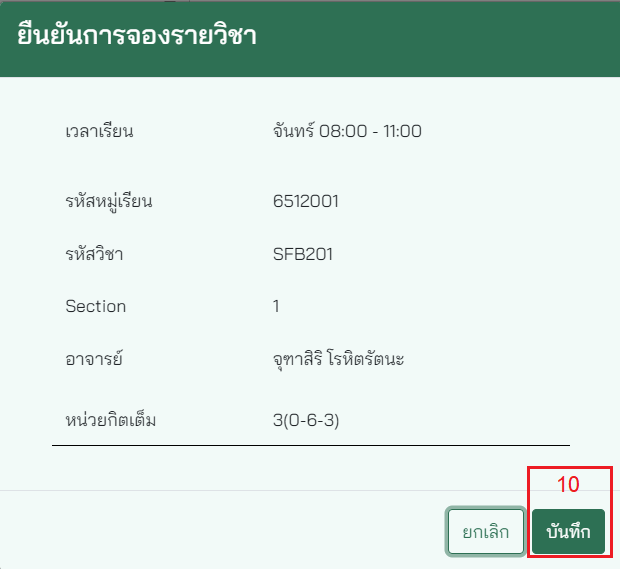 ยืนยันการจองรายวิชา
เวลาเรียน จันทร์ 08:00 - 11:00
รหัสหมู่เรียน 6512001
รหัสวิชา SFB201
Section 1
อาจารย์ จุฑาสิริ โรหิตรัตนะ
หน่วยกิตเต็ม 3(0-6-3)
10
ยกเลิก บันทึก